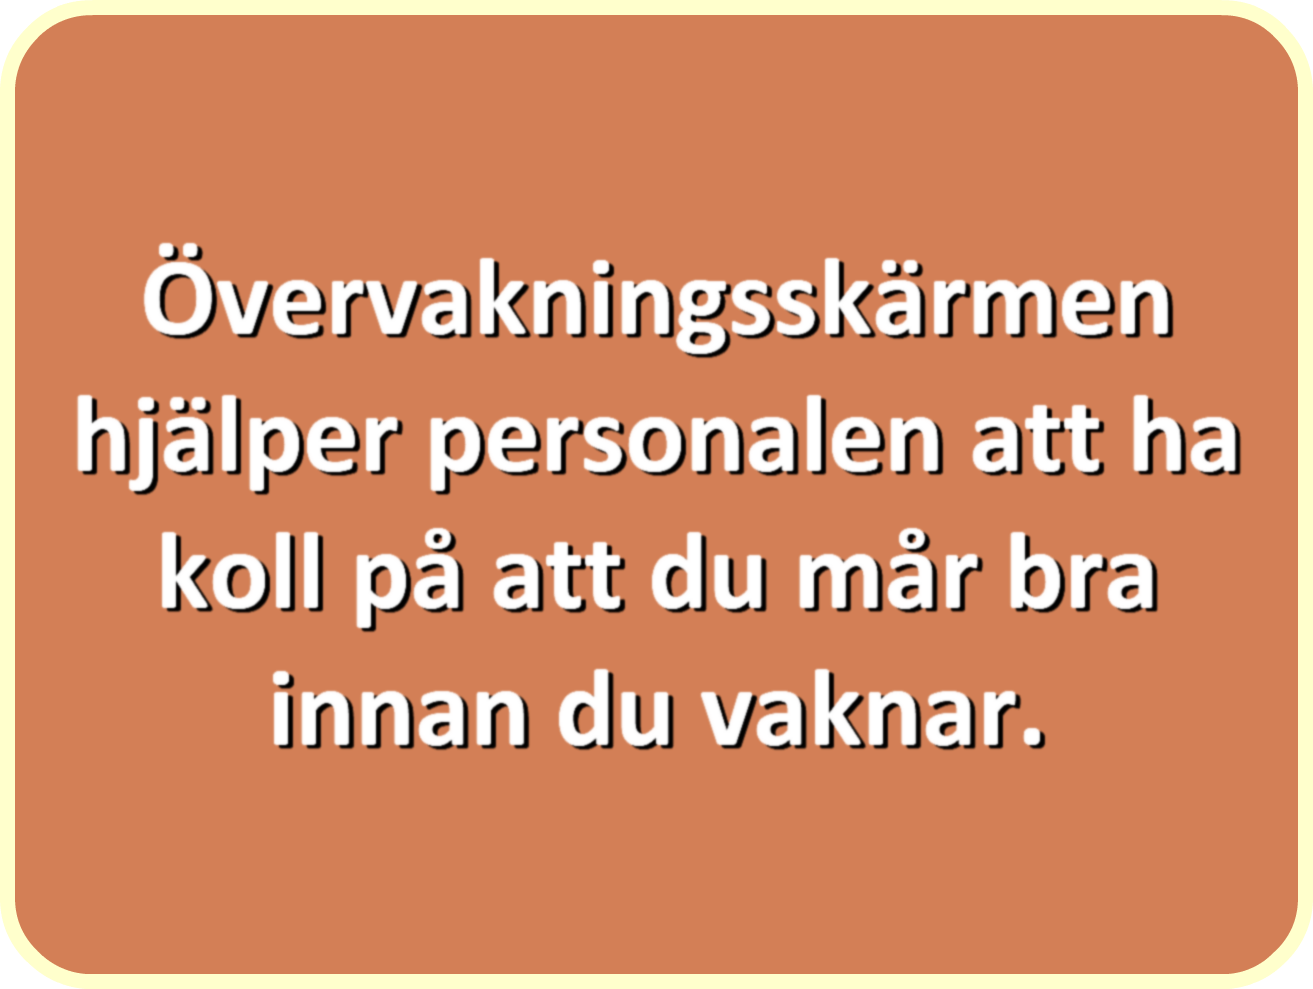 Övervakningsskärmen
hjälper personalen att ha
koll på att du mår bra
innan du vaknar.